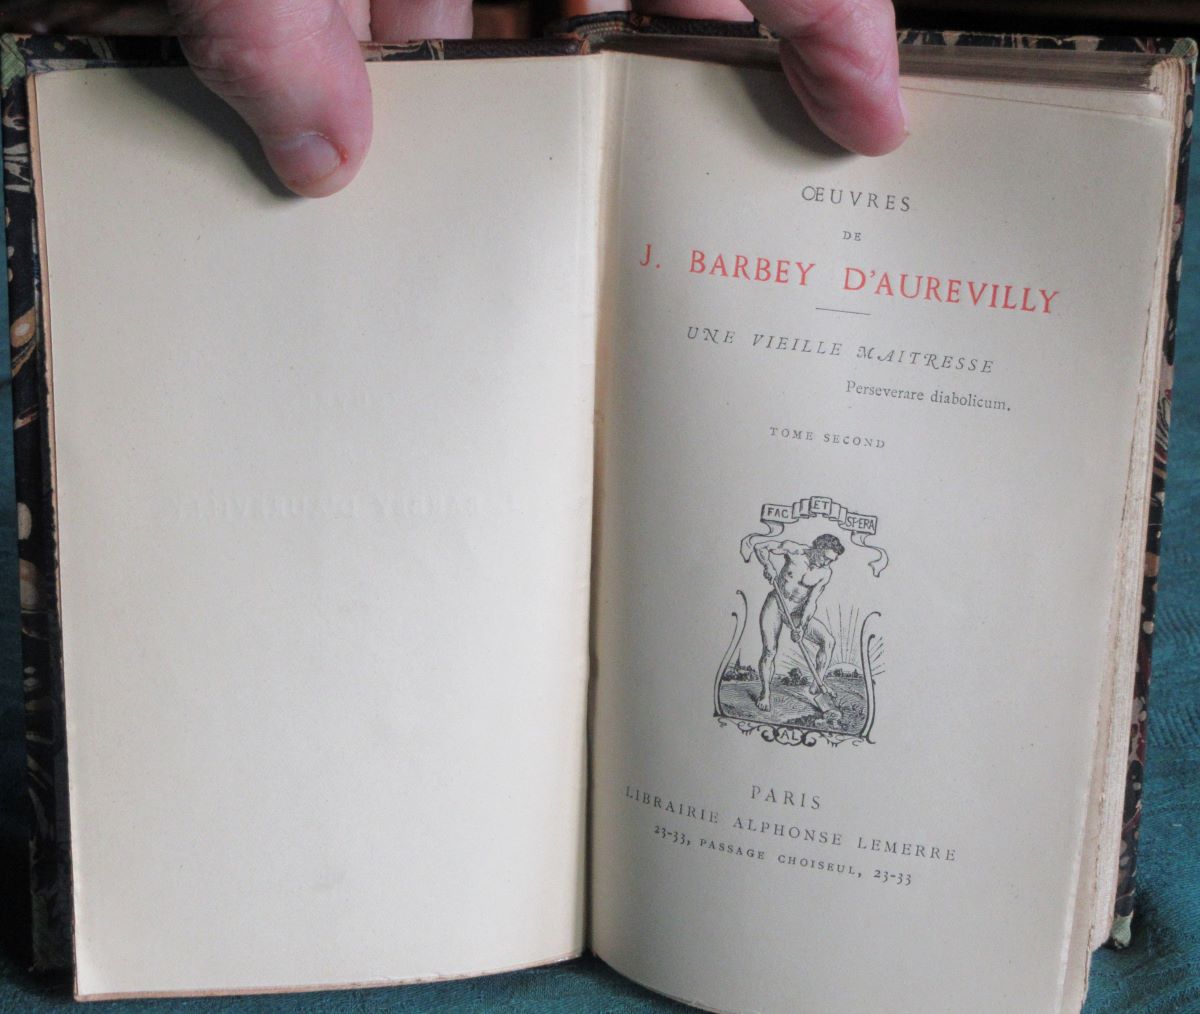 ŒUVRES
DE
J. BARBEY D'AUREVILLY
UNE VIEILLE MAITRESSE
Perseverare diabolicum.
TOME SECOND
FAC ET SPERA
AL
PARIS
LIBRAIRIE ALPHONSE LEMERRE
23-33, PASSAGE CHOISEUL, 23-33